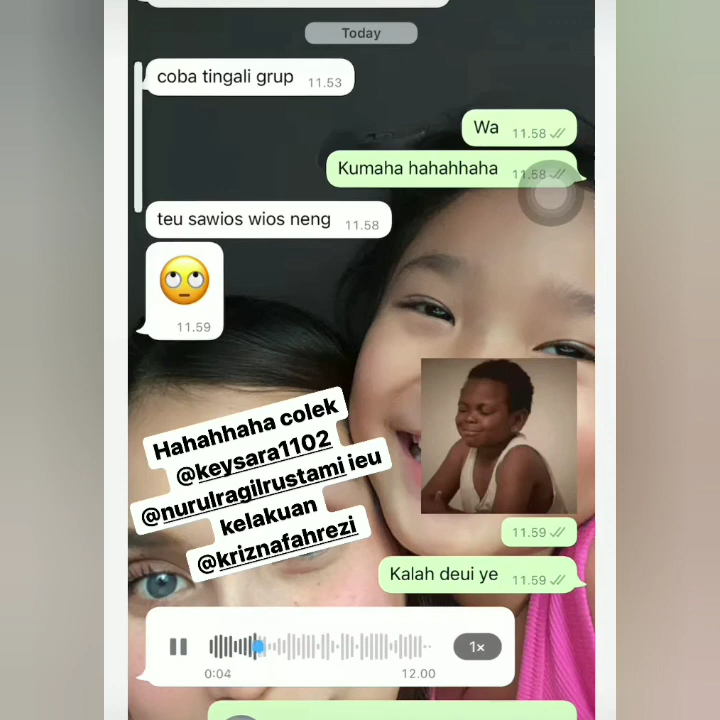 Today
coba tingali grup 11.53
Wa 11.58
Kumaha hahahhaha 11.58
teu sawios wios neng 11.58
11.59
Hahahhaha colek
@keysara1102
@nurulragilrustami ieu
kelakuan
@kriznafahrezi
11.59
Kalah deui ye 11.59
1×
0:04 12.00